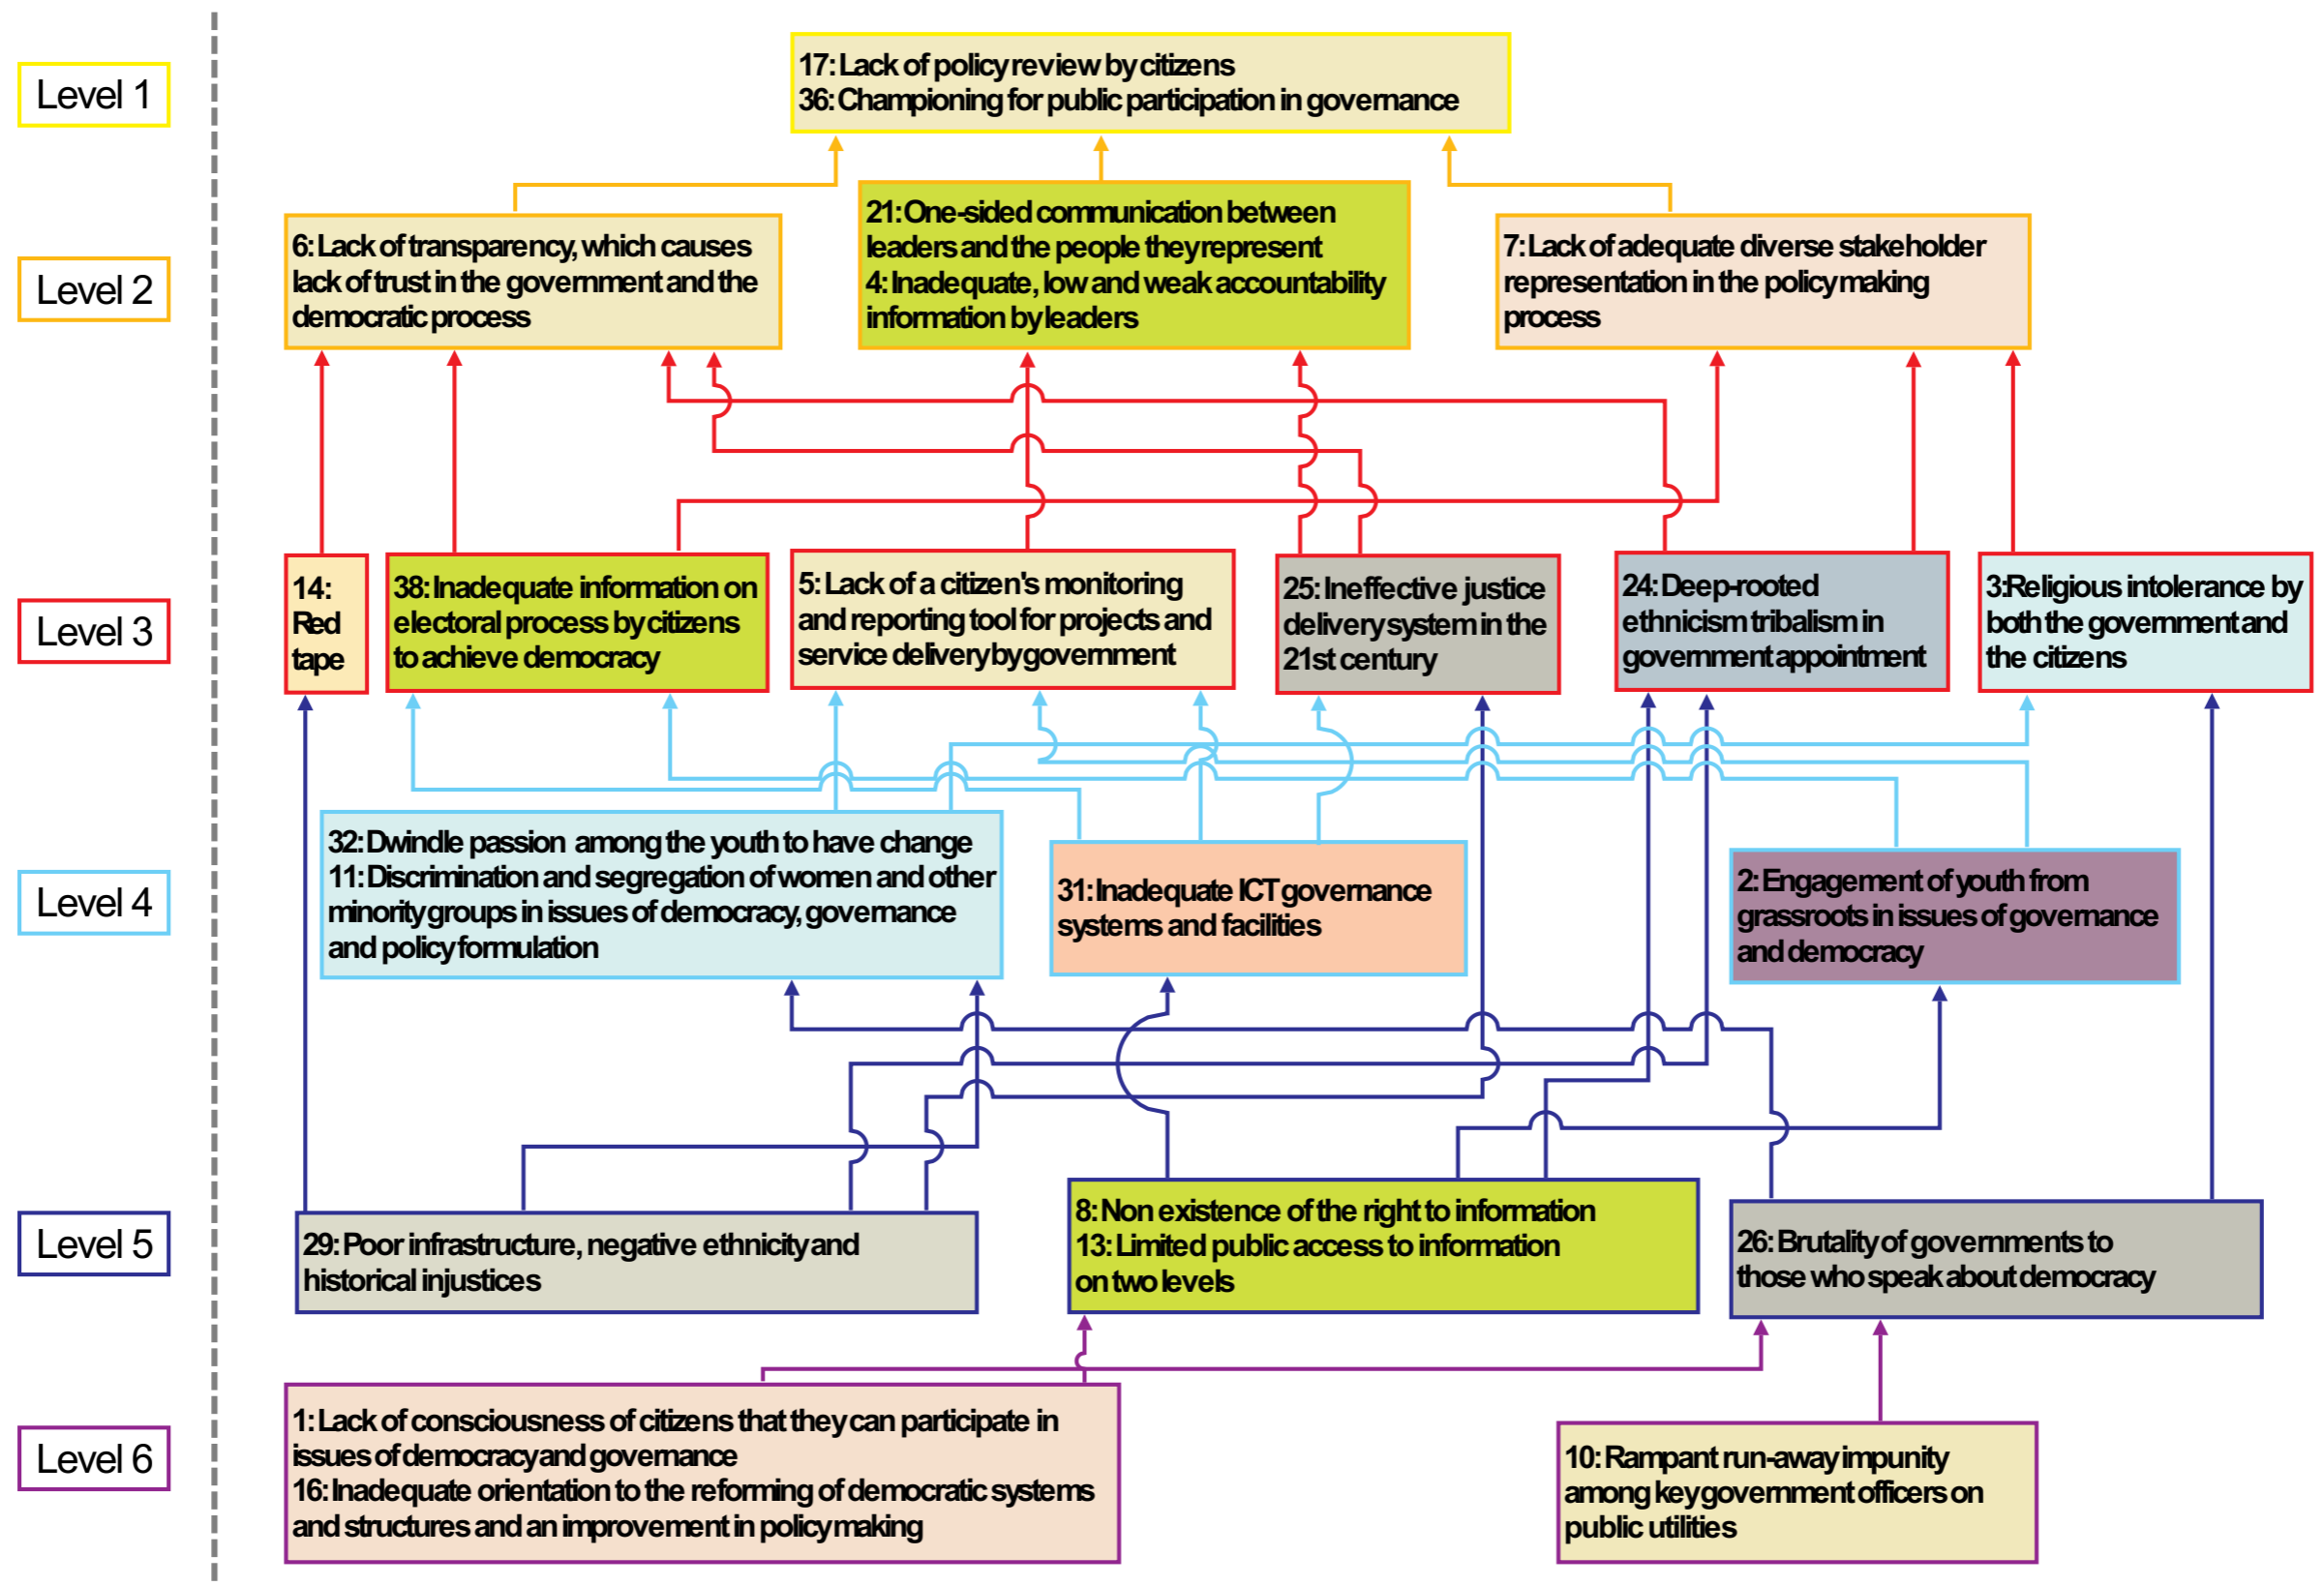 Level 1
17: Lack of policy review by citizens
36: Championing for public participation in governance
Level 2
6: Lack of transparency, which causes
lack of trust in the government and the
democratic process
21: One-sided communication between
leaders and the people they represent
4: Inadequate, low and weak accountability
information by leaders
7: Lack of adequate diverse stakeholder
representation in the policy making
process
Level 3
14:
Red
tape
38: Inadequate information on
electoral process by citizens
to achieve democracy
5: Lack of a citizen's monitoring
and reporting tool for projects and
service delivery by government
25: Ineffective justice
delivery system in the
21st century
24: Deep-rooted
ethnicism tribalism in
government appointment
3:Religious intolerance by
both the government and
the citizens
Level 4
32: Dwindle passion among the youth to have change
11: Discrimination and segregation of women and other
minority groups in issues of democracy, governance
and policy formulation
31: Inadequate ICT governance
systems and facilities
2: Engagement of youth from
grassroots in issues of governance
and democracy
Level 5
29: Poor infrastructure, negative ethnicity and
historical injustices
8: Non existence of the right to information
13: Limited public access to information
on two levels
26: Brutality of governments to
those who speak about democracy
Level 6
1: Lack of consciousness of citizens that they can participate in
issues of democracy and governance
16: Inadequate orientation to the reforming of democratic systems
and structures and an improvement in policy making
10: Rampant run-away impunity
among key government officers on
public utilities